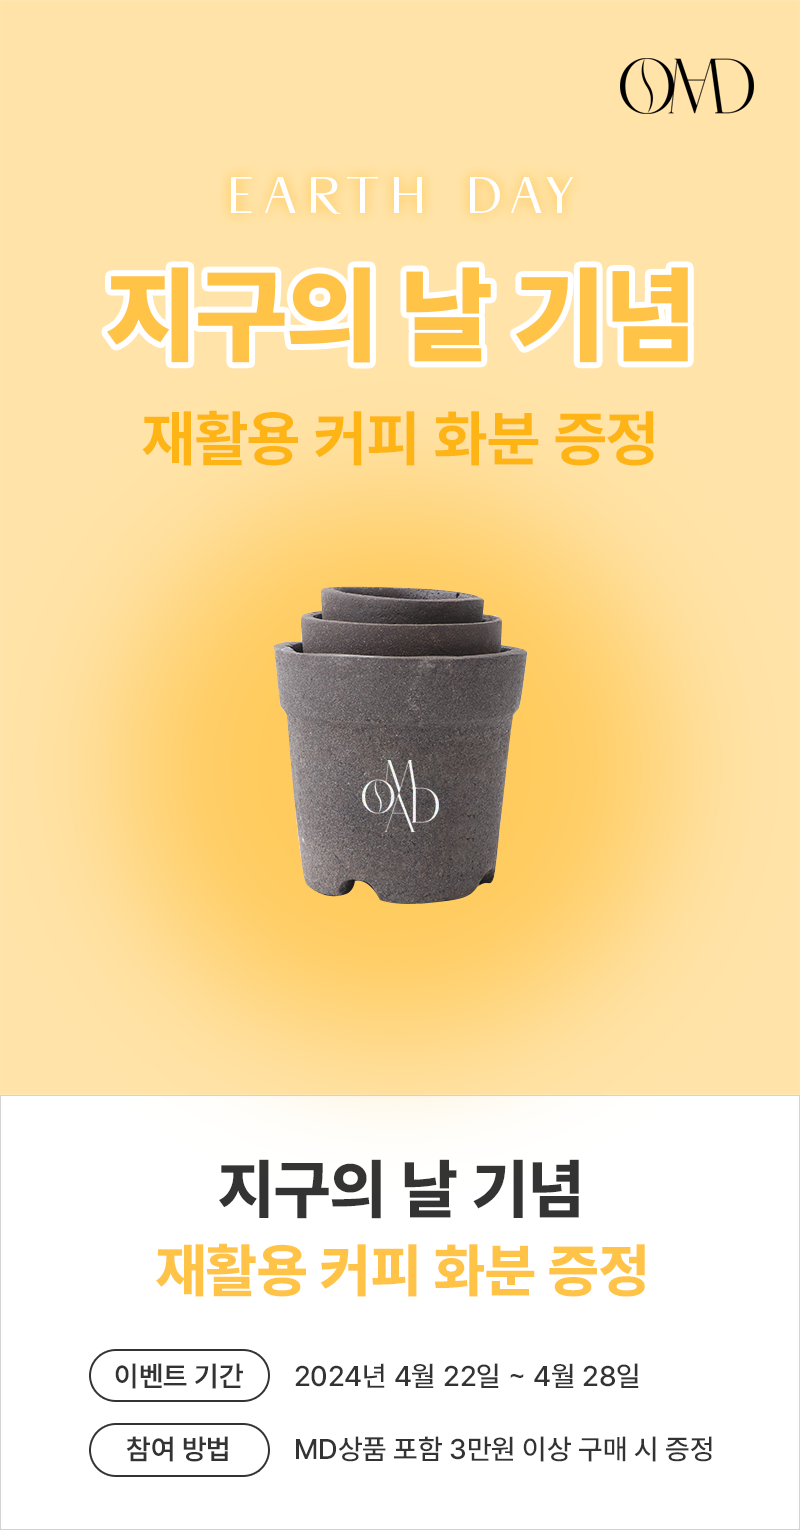 OMAD
EARTH DAY
지구의 날 기념
재활용 커피 화분 증정
OMAD
지구의 날 기념
재활용 커피 화분 증정
이벤트 기간 2024년 4월 22일 ~ 4월 28일
참여 방법 MD상품 포함 3만원 이상 구매 시 증정